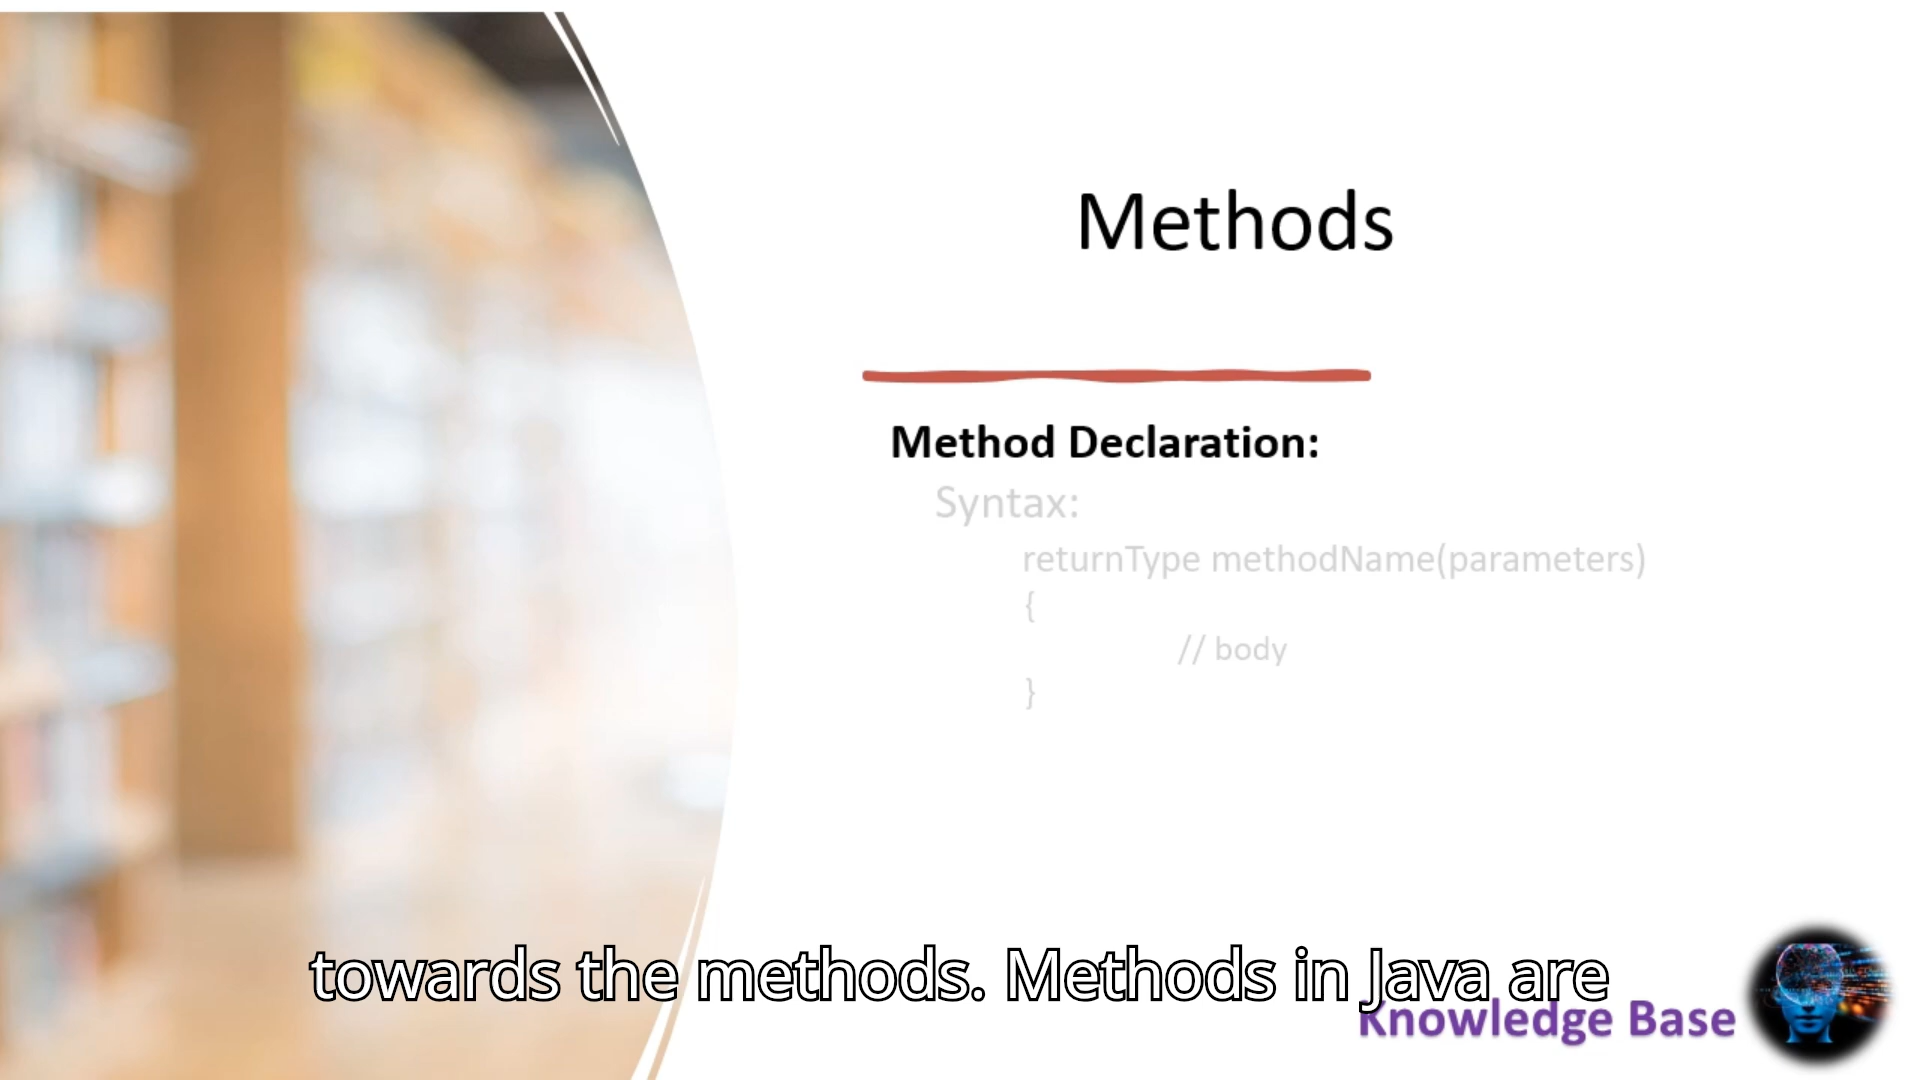 Methods
Method Declaration:
Syntax:
returnType methodName(parameters)
{
// body
}
towards the methods. Methods in Java are
Knowledge Base